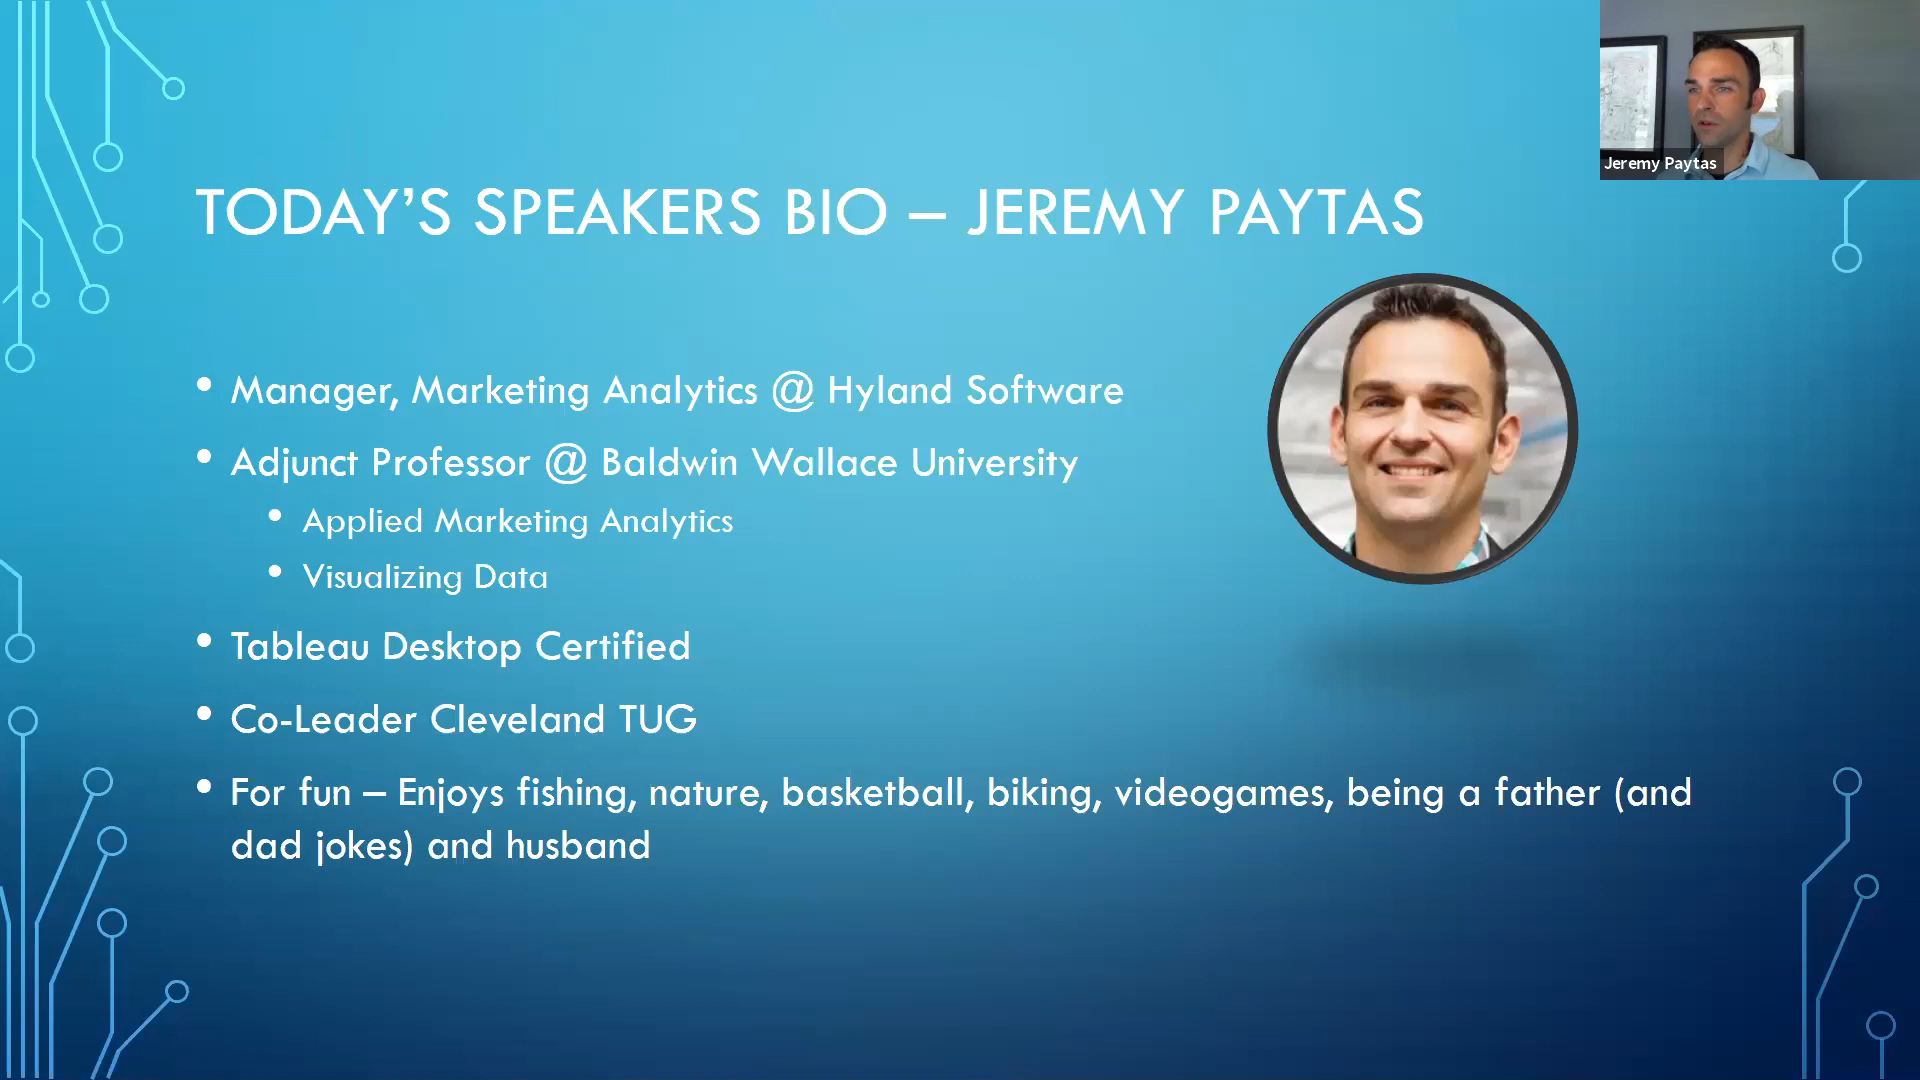 Jeremy Paytas
TODAY’S SPEAKERS BIO – JEREMY PAYTAS
• Manager, Marketing Analytics @ Hyland Software
• Adjunct Professor @ Baldwin Wallace University
• Applied Marketing Analytics
• Visualizing Data
• Tableau Desktop Certified
• Co-Leader Cleveland TUG
• For fun – Enjoys fishing, nature, basketball, biking, videogames, being a father (and
dad jokes) and husband